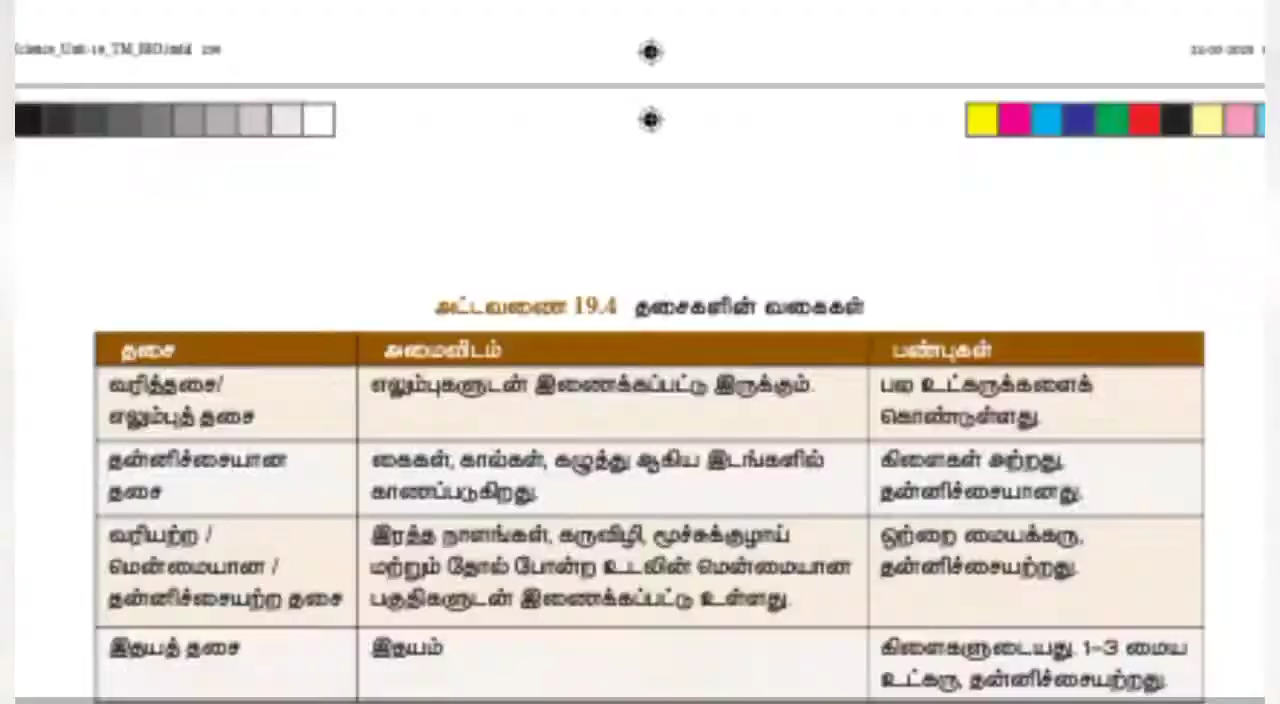 அட்டவணை 19.4 தசைகளின் வகைகள்
தசை அமைவிடம் பண்புகள்
வரித்தசை/ எலும்புகளுடன் இணைக்கப்பட்டு இருக்கும். பல உட்கருக்களைக்
எலும்புத் தசை கொண்டுள்ளது.
தன்னிச்சையான கைகள், கால்கள், கழுத்து ஆகிய இடங்களில் கிளைகள் அற்றது,
தசை காணப்படுகிறது. தன்னிச்சையானது.
வரியற்ற / இரத்த நாளங்கள், கருவிழி, மூச்சுக்குழாய் ஒற்றை மையக்கரு,
மென்மையான / மற்றும் தோல் போன்ற உடலின் மென்மையான தன்னிச்சையற்றது.
தன்னிச்சையற்ற தசை பகுதிகளுடன் இணைக்கப்பட்டு உள்ளது.
இதயத் தசை இதயம் கிளைகளுடையது, 1–3 மைய
உட்கரு, தன்னிச்சையற்றது.